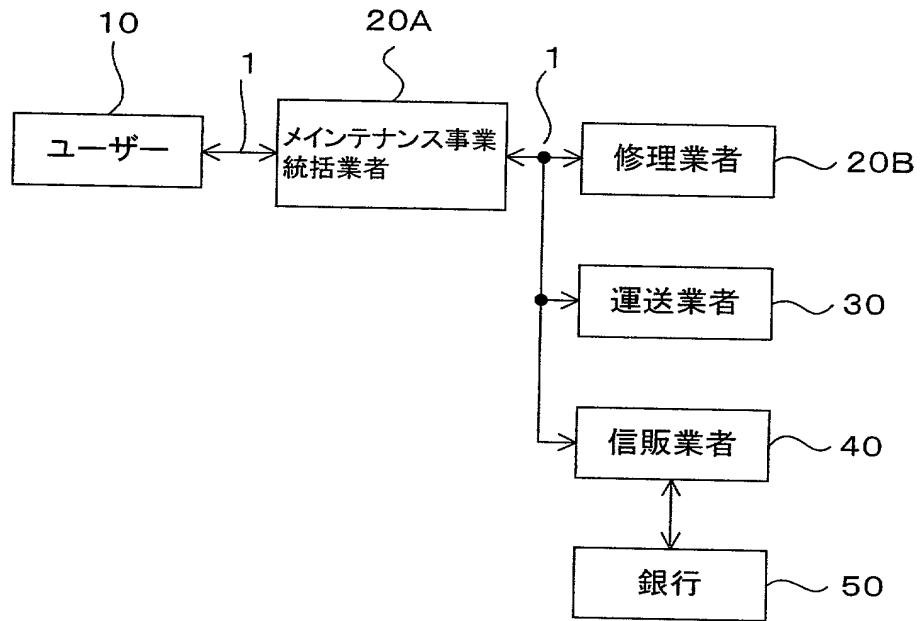 10
20A
1
1
ユーザー
メインテナンス事業
統括業者
修理業者
20B
運送業者
30
信販業者
40
銀行
50